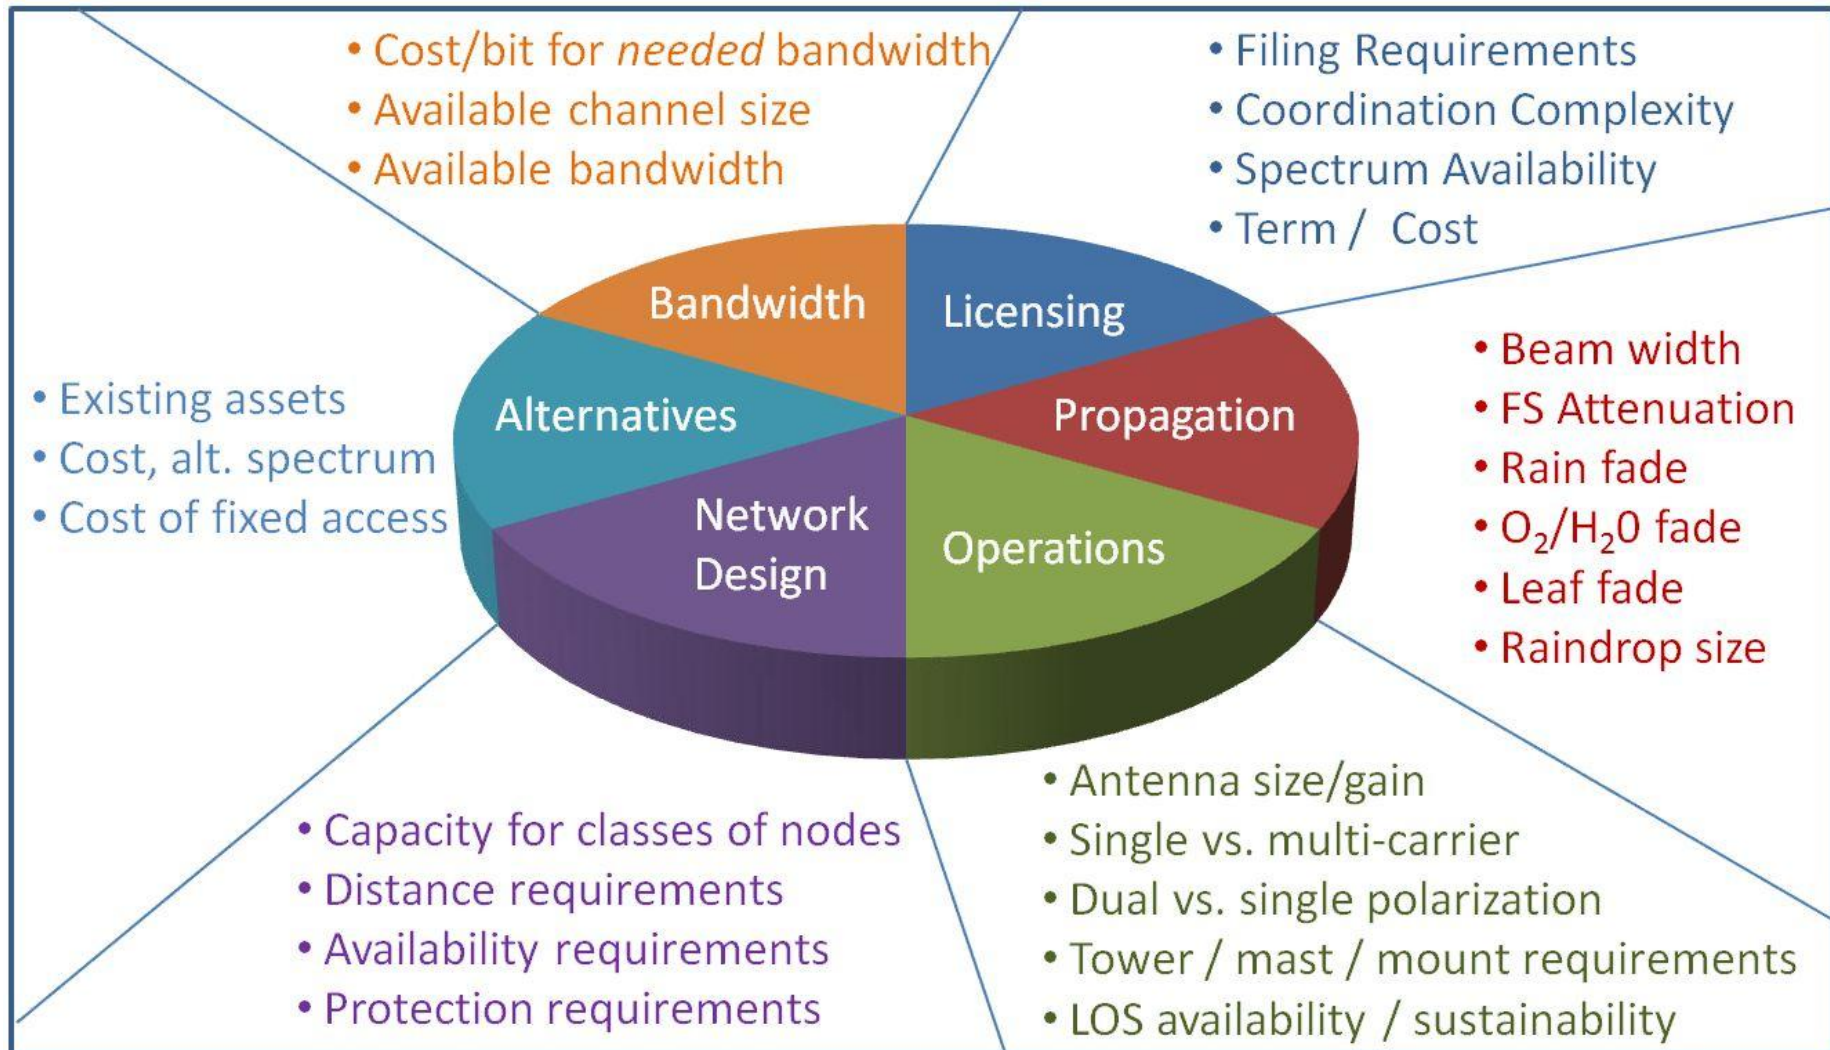 • Cost/bit for needed bandwidth
• Available channel size
• Available bandwidth
• Filing Requirements
• Coordination Complexity
• Spectrum Availability
• Term / Cost
Bandwidth
Licensing
Alternatives
Propagation
Network
Design
Operations
• Existing assets
• Cost, alt. spectrum
• Cost of fixed access
• Beam width
• FS Attenuation
• Rain fade
• O₂/H₂0 fade
• Leaf fade
• Raindrop size
• Capacity for classes of nodes
• Distance requirements
• Availability requirements
• Protection requirements
• Antenna size/gain
• Single vs. multi-carrier
• Dual vs. single polarization
• Tower / mast / mount requirements
• LOS availability / sustainability